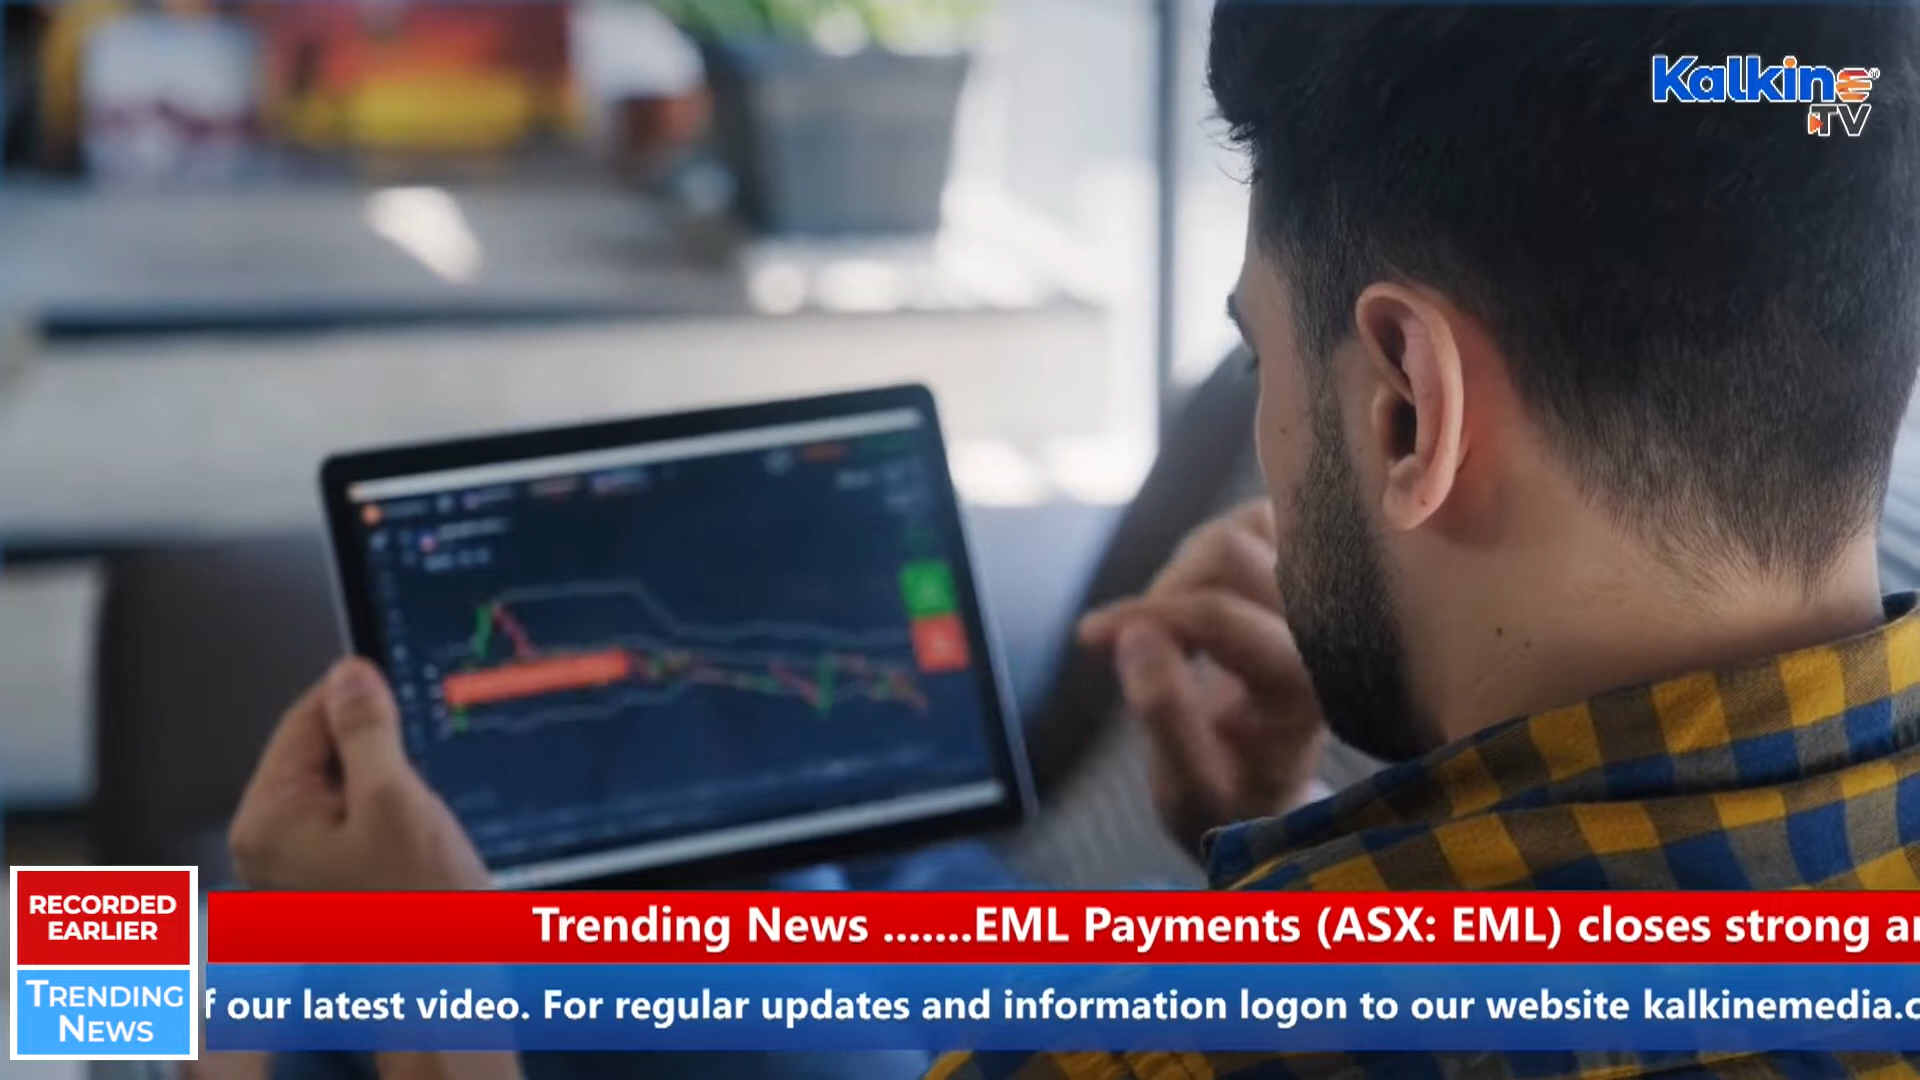 Kalkine
TV
RECORDED
EARLIER
Trending News .......EML Payments (ASX: EML) closes strong
TRENDING
NEWS
our latest video. For regular updates and information logon to our website